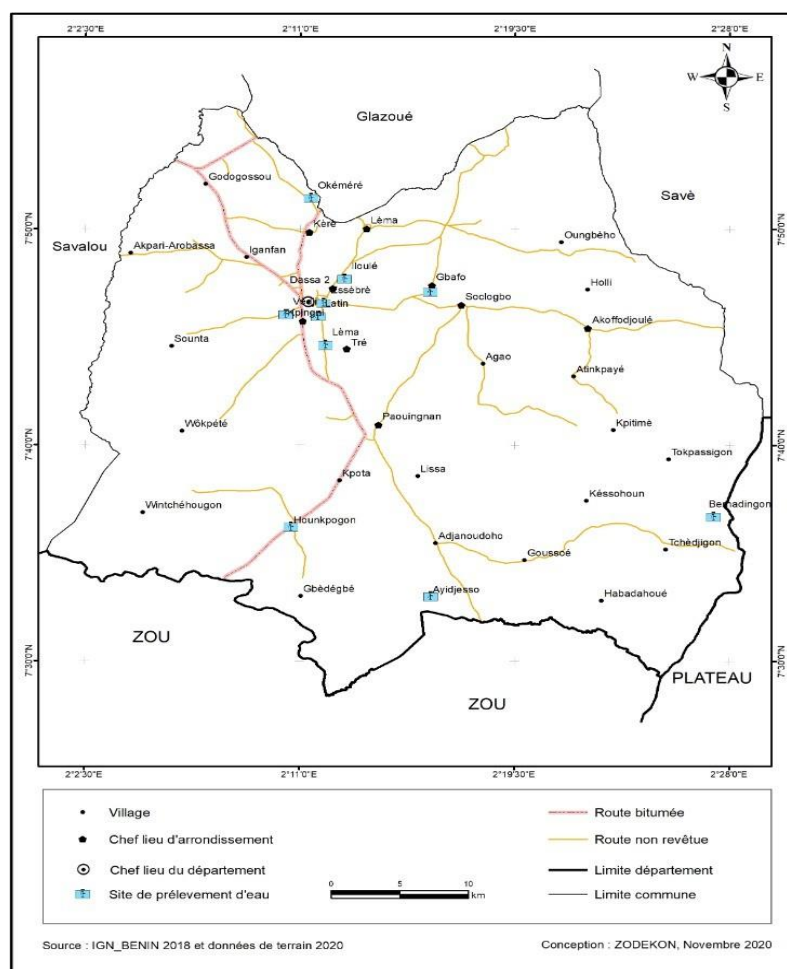 2°2'30"E 2°11'0"E 2°19'30"E 2°28'0"E
N
W E
S
Glazoué
Godogossou
Okéméré
Savè
7°50'0"N 7°50'0"N
Kèrè
Lèma
Savalou
Akpari-Arobassa
Iganfan
Oungbèho
Iloulé
Dassa 2
Gbafo
Holli
Essèbrè
Latin
Soclogbo
Akoffodjoulé
Sounta
Lèma
Tré
Agao
Atinkpayé
Paouingnan
Wôkpété
Kpitimè
7°40'0"N 7°40'0"N
Tokpassigon
Kpota
Lissa
Késsohoun
Wintchéhougon
Hounkpogon
Bernadingon
Adjanoudoho
Goussoé
Tchèdjigon
Gbèdégbé
Ayidjesso
Habadahoué
ZOU
7°30'0"N 7°30'0"N
PLATEAU
ZOU
2°2'30"E 2°11'0"E 2°19'30"E 2°28'0"E
Village
Chef lieu d'arrondissement
Chef lieu du département
Site de prélevement d'eau
0 5 10
km
Route bitumée
Route non revêtue
Limite département
Limite commune
Source : IGN_BENIN 2018 et données de terrain 2020
Conception : ZODEKON, Novembre 2020